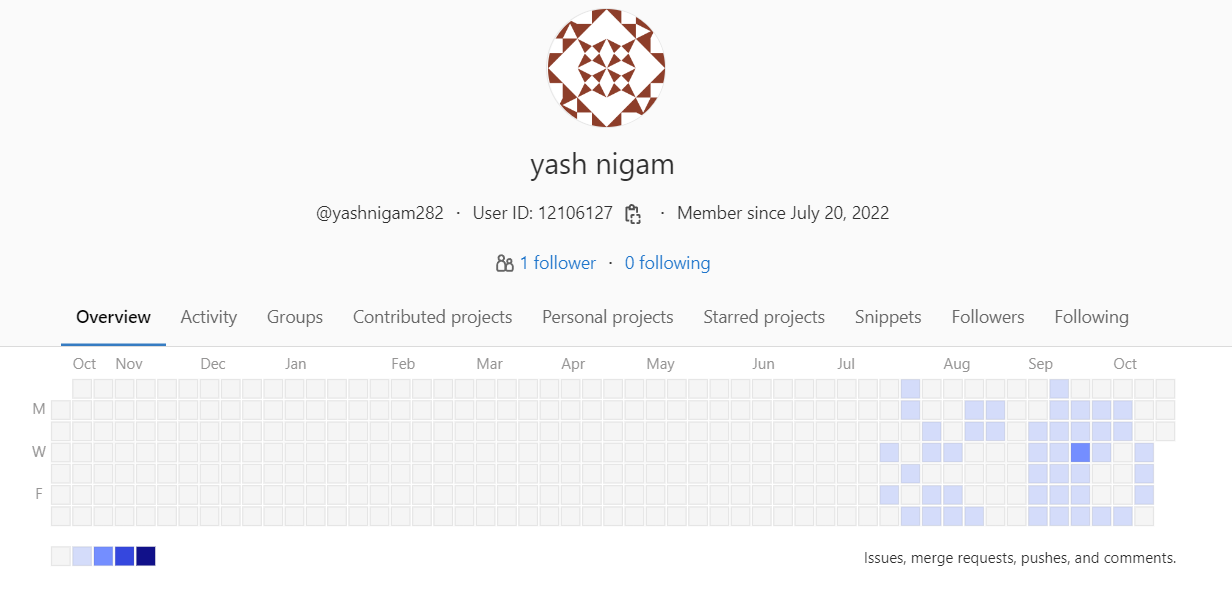 yash nigam
@yashnigam282 · User ID: 12106127 · Member since July 20, 2022
1 follower · 0 following
Overview Activity Groups Contributed projects Personal projects Starred projects Snippets Followers Following
Oct Nov Dec Jan Feb Mar Apr May Jun Jul Aug Sep Oct
M
W
F
Issues, merge requests, pushes, and comments.